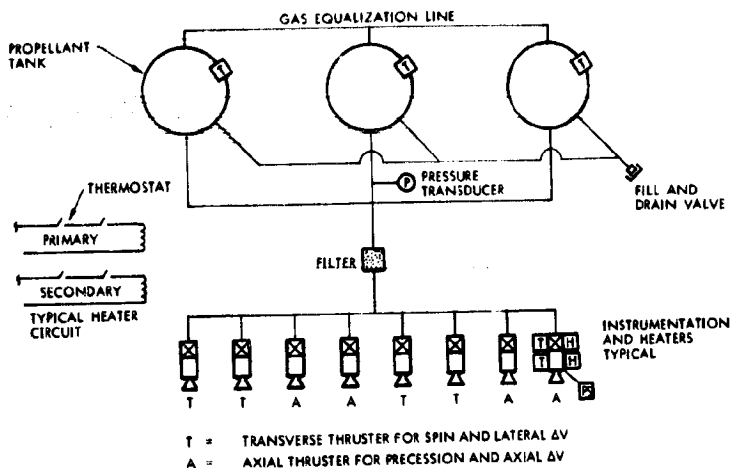 GAS EQUALIZATION LINE
PROPELLANT
TANK
T
T
T
P
PRESSURE
TRANSDUCER
FILL AND
DRAIN VALVE
THERMOSTAT
PRIMARY
SECONDARY
TYPICAL HEATER
CIRCUIT
FILTER
INSTRUMENTATION
AND HEATERS
TYPICAL
T H
T H
T T A A T T A A
T = TRANSVERSE THRUSTER FOR SPIN AND LATERAL ΔV
A = AXIAL THRUSTER FOR PRECESSION AND AXIAL ΔV